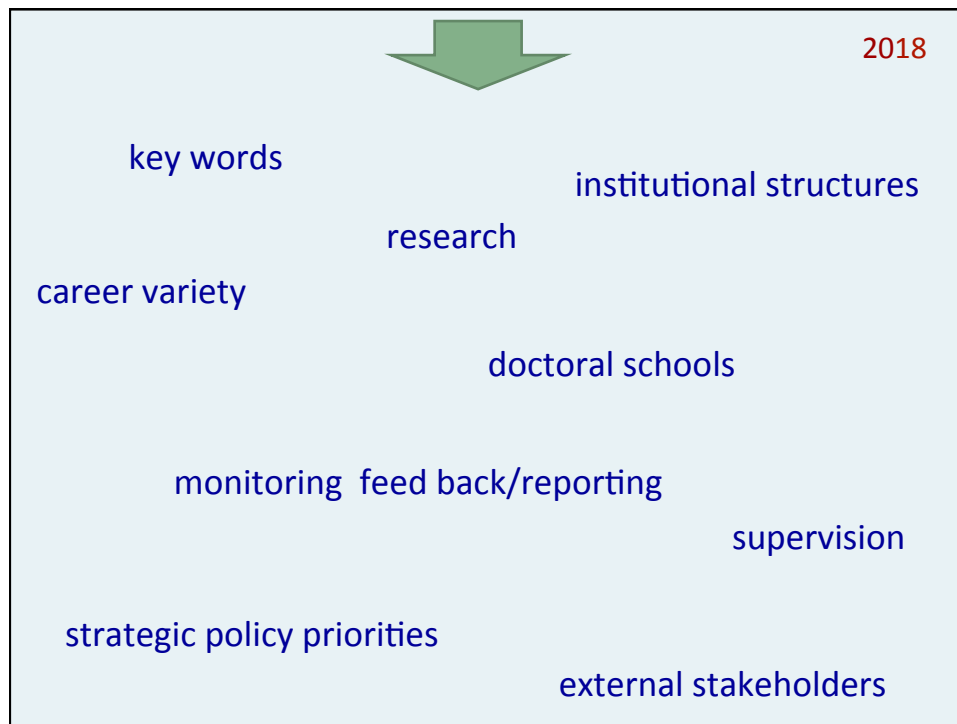 2018
key words
institutional structures
research
career variety
doctoral schools
monitoring  feed back/reporting
supervision
strategic policy priorities
external stakeholders